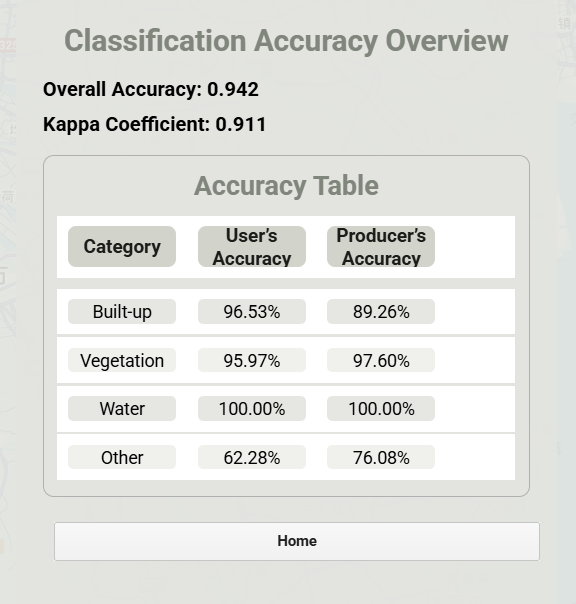 Classification Accuracy Overview
Overall Accuracy: 0.942
Kappa Coefficient: 0.911
Accuracy Table
Category User’s Accuracy Producer’s Accuracy
Built-up 96.53% 89.26%
Vegetation 95.97% 97.60%
Water 100.00% 100.00%
Other 62.28% 76.08%
Home